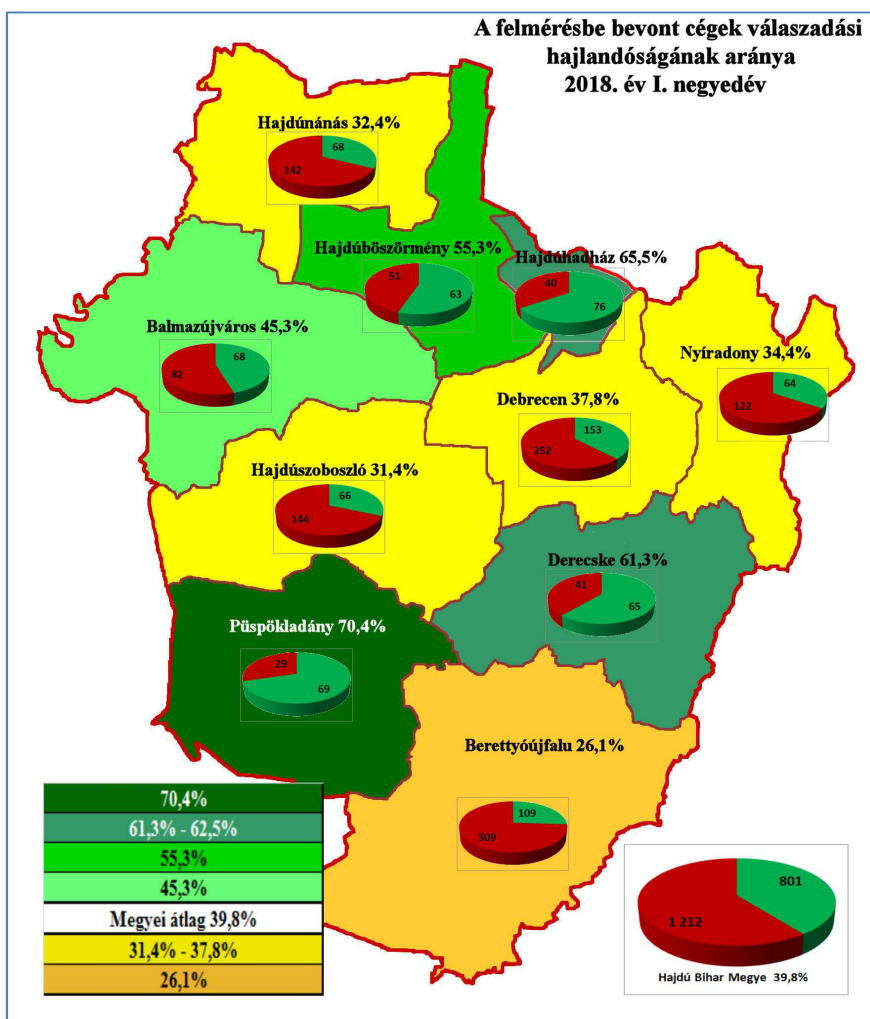 A felmérésbe bevont cégek válaszadási
hajlandóságának aránya
2018. év I. negyedév
Hajdúnánás 32,4%
68
142
Hajdúböszörmény 55,3%
51
63
Hajdúhadház 65,5%
40
76
Balmazújváros 45,3%
68
82
Nyíradony 34,4%
64
122
Debrecen 37,8%
153
252
Hajdúszoboszló 31,4%
66
144
Derecske 61,3%
41
65
Püspökladány 70,4%
29
69
Berettyóújfalu 26,1%
109
309
70,4%
61,3% - 62,5%
55,3%
45,3%
Megyei átlag 39,8%
31,4% - 37,8%
26,1%
801
1 212
Hajdú Bihar Megye 39,8%